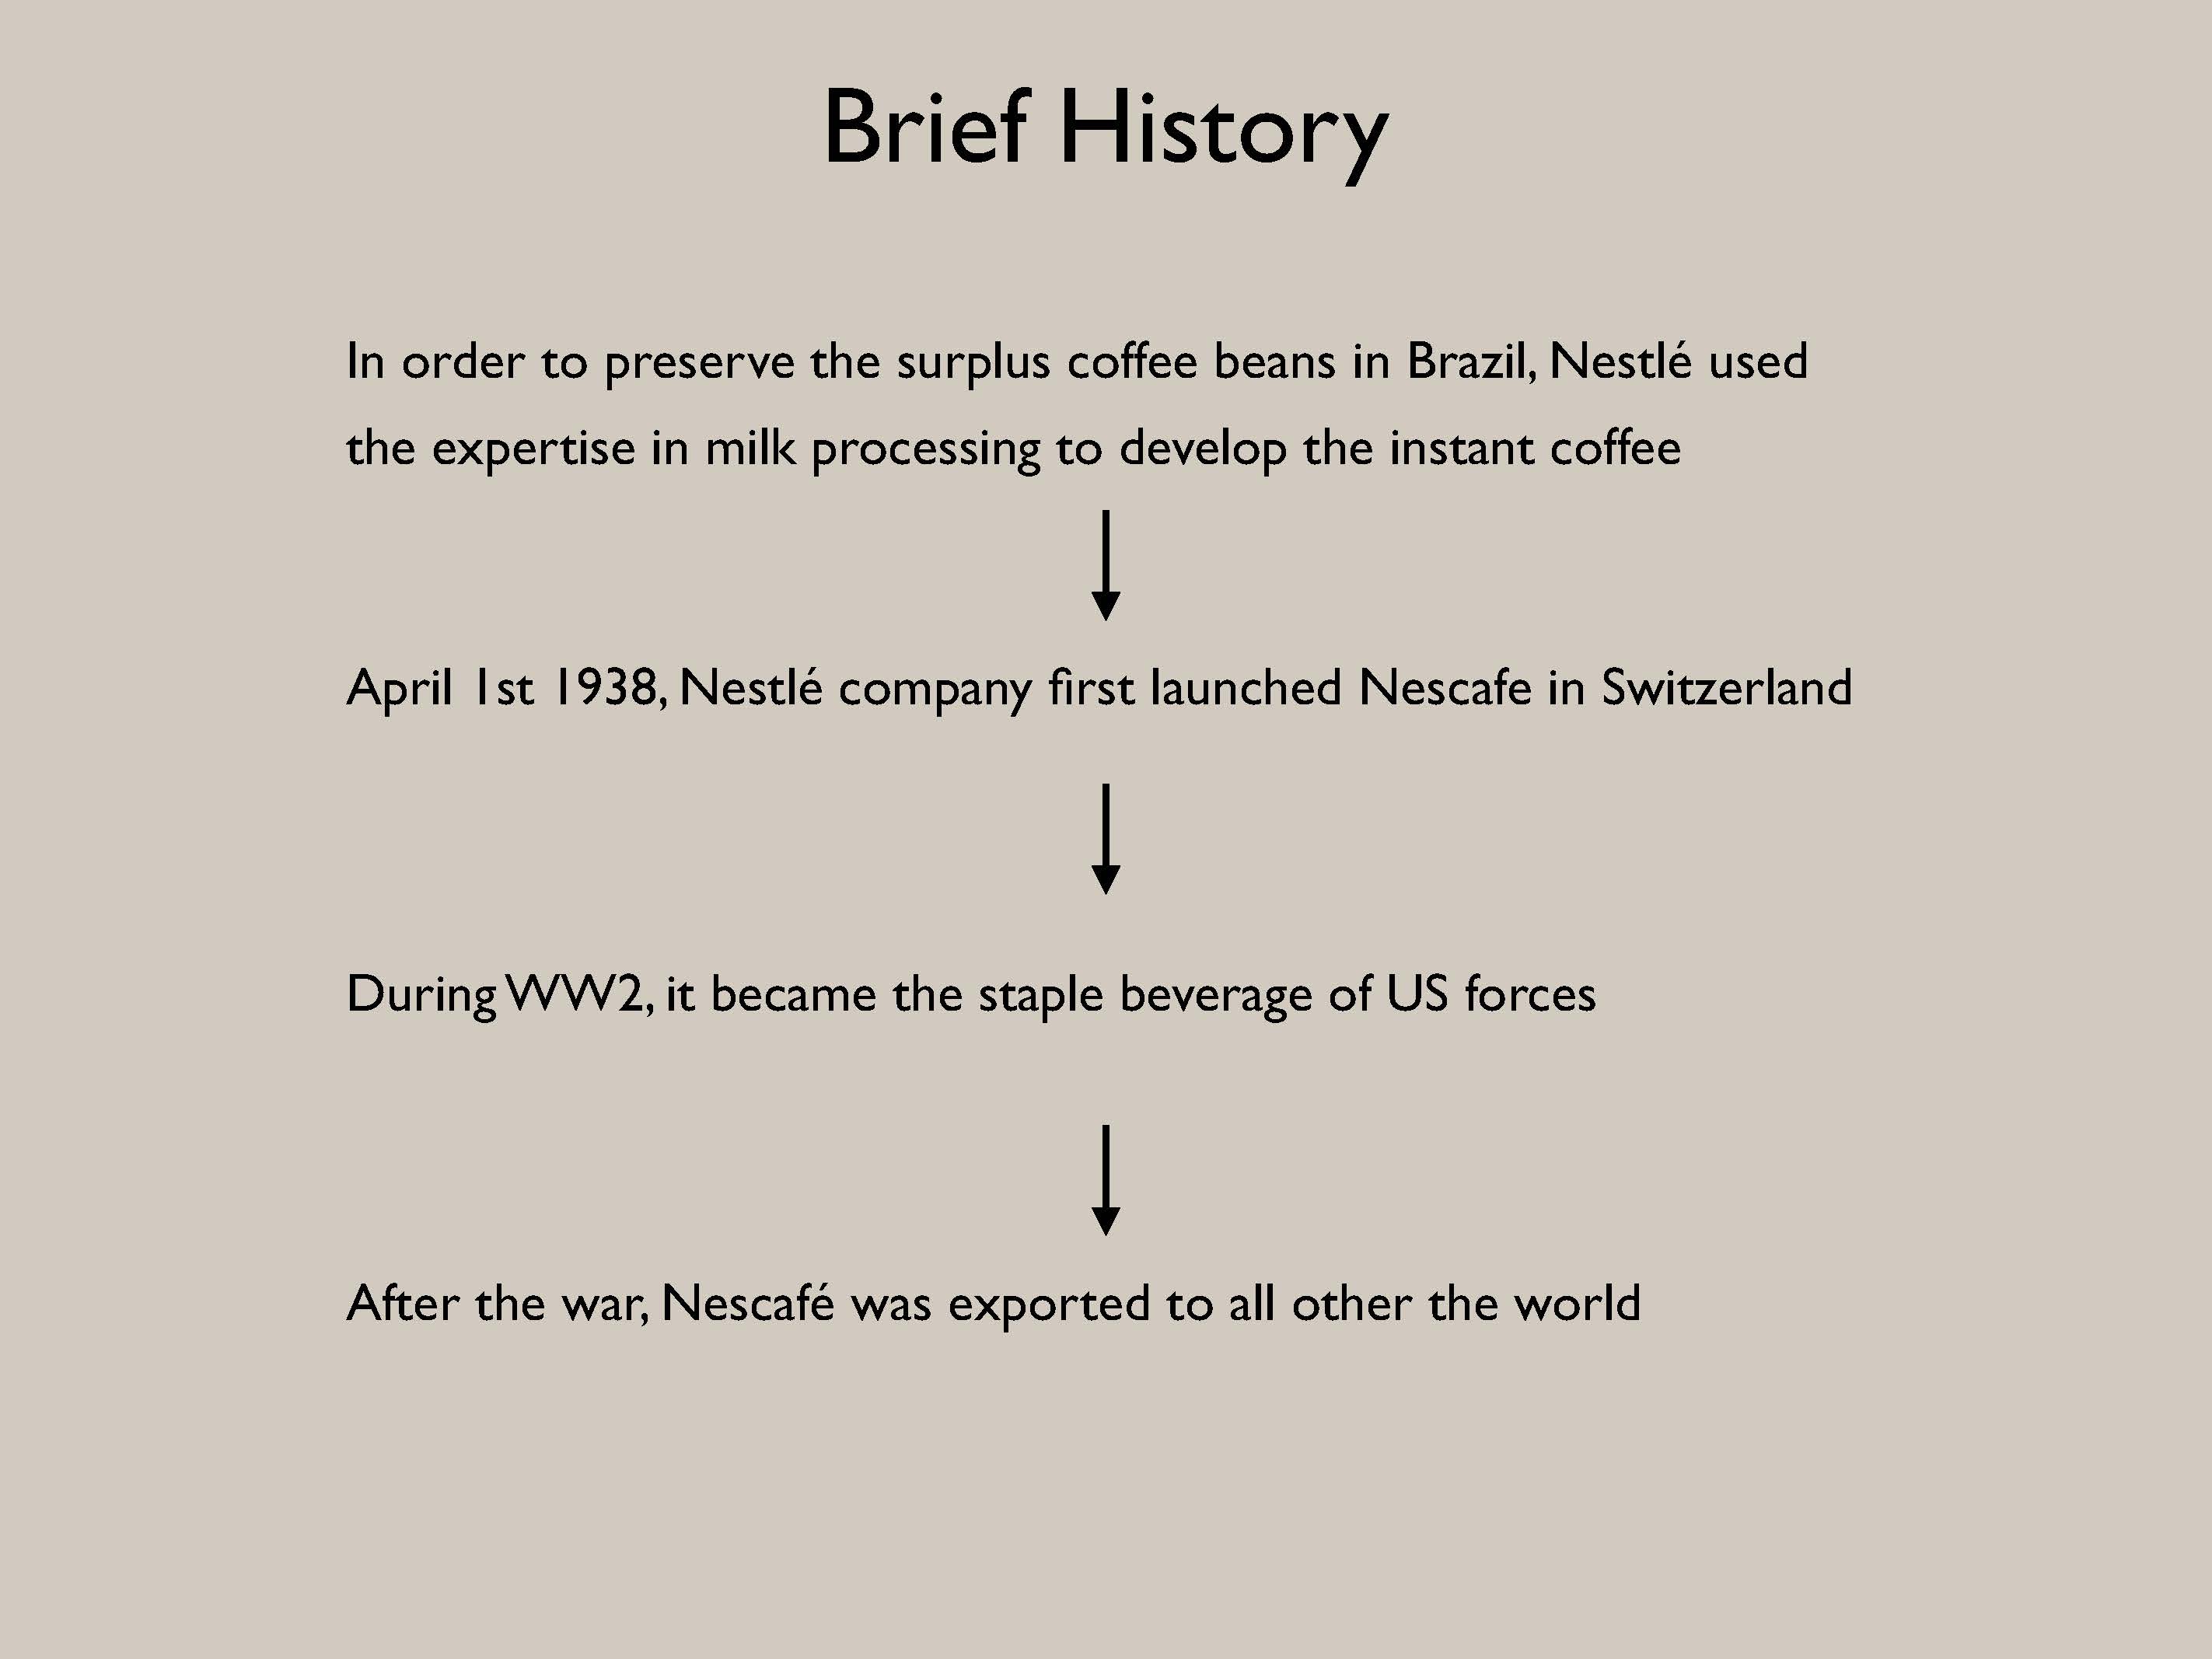 Brief History
In order to preserve the surplus coffee beans in Brazil, Nestlé used
the expertise in milk processing to develop the instant coffee
April 1st 1938, Nestlé company first launched Nescafe in Switzerland
During WW2, it became the staple beverage of US forces
After the war, Nescafé was exported to all other the world